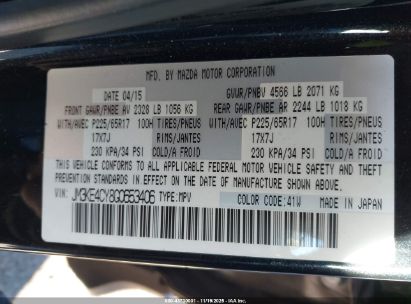 MFD. BY MAZDA MOTOR CORPORATION
DATE 04/15 GVWR/PNBV 4566 LB 2071 KG
FRONT GAWR/PNBE AV 2328 LB 1056 KG REAR GAWR/PNBE AR 2244 LB 1018 KG
WITH/AVEC P225/65R17 100H TIRES/PNEUS WITH/AVEC P225/65R17 100H TIRES/PNEUS
17X7J RIMS/JANTES 17X7J RIMS/JANTES
230 KPA/34 PSI COLD/A FROID 230 KPA/34 PSI COLD/A FROID
THIS VEHICLE CONFORMS TO ALL APPLICABLE FEDERAL MOTOR VEHICLE SAFETY AND THEFT
PREVENTION STANDARDS IN EFFECT ON THE DATE OF MANUFACTURE SHOWN ABOVE.
VIN: JM3KE4CY8G0653406 TYPE:MPV
COLOR CODE:41W MADE IN JAPAN
11/19/2025